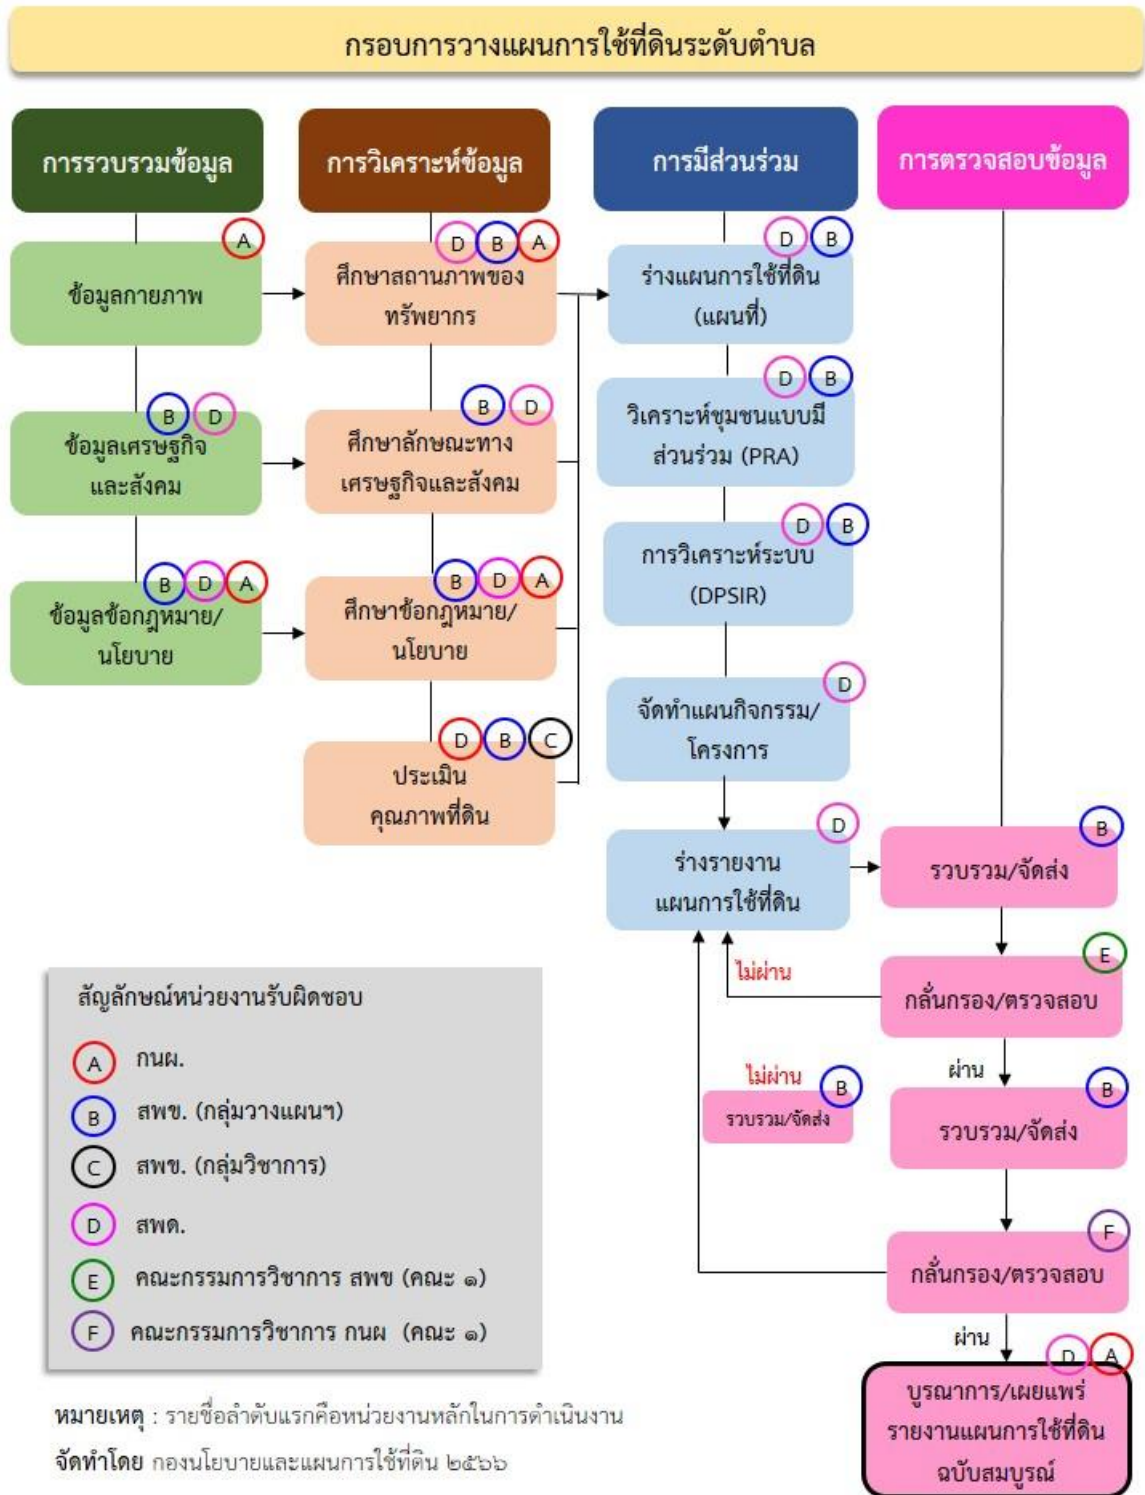 กรอบการวางแผนการใช้ที่ดินระดับตำบล
การรวบรวมข้อมูล
A
ข้อมูลกายภาพ
B D
ข้อมูลเศรษฐกิจ
และสังคม
B D A
ข้อมูลข้อกฎหมาย/
นโยบาย
การวิเคราะห์ข้อมูล
D B A
ศึกษาสถานภาพของ
ทรัพยากร
B D
ศึกษาลักษณะทาง
เศรษฐกิจและสังคม
B D A
ศึกษาข้อกฎหมาย/
นโยบาย
D B C
ประเมิน
คุณภาพที่ดิน
การมีส่วนร่วม
D B
ร่างแผนการใช้ที่ดิน
(แผนที่)
D B
วิเคราะห์ชุมชนแบบมี
ส่วนร่วม (PRA)
D B
การวิเคราะห์ระบบ
(DPSIR)
D
จัดทำแผนกิจกรรม/
โครงการ
D
ร่างรายงาน
แผนการใช้ที่ดิน
การตรวจสอบข้อมูล
B
รวบรวม/จัดส่ง
E
ไม่ผ่าน
กลั่นกรอง/ตรวจสอบ
ผ่าน
B
รวบรวม/จัดส่ง
ไม่ผ่าน
B
รวบรวม/จัดส่ง
F
กลั่นกรอง/ตรวจสอบ
ผ่าน
D A
บูรณาการ/เผยแพร่
รายงานแผนการใช้ที่ดิน
ฉบับสมบูรณ์
สัญลักษณ์หน่วยงานรับผิดชอบ
A กนผ.
B สพข. (กลุ่มวางแผนฯ)
C สพข. (กลุ่มวิชาการ)
D สพด.
E คณะกรรมการวิชาการ สพข (คณะ ๑)
F คณะกรรมการวิชาการ กนผ (คณะ ๑)
หมายเหตุ : รายชื่อลำดับแรกคือหน่วยงานหลักในการดำเนินงาน
จัดทำโดย กองนโยบายและแผนการใช้ที่ดิน ๒๕๖๖